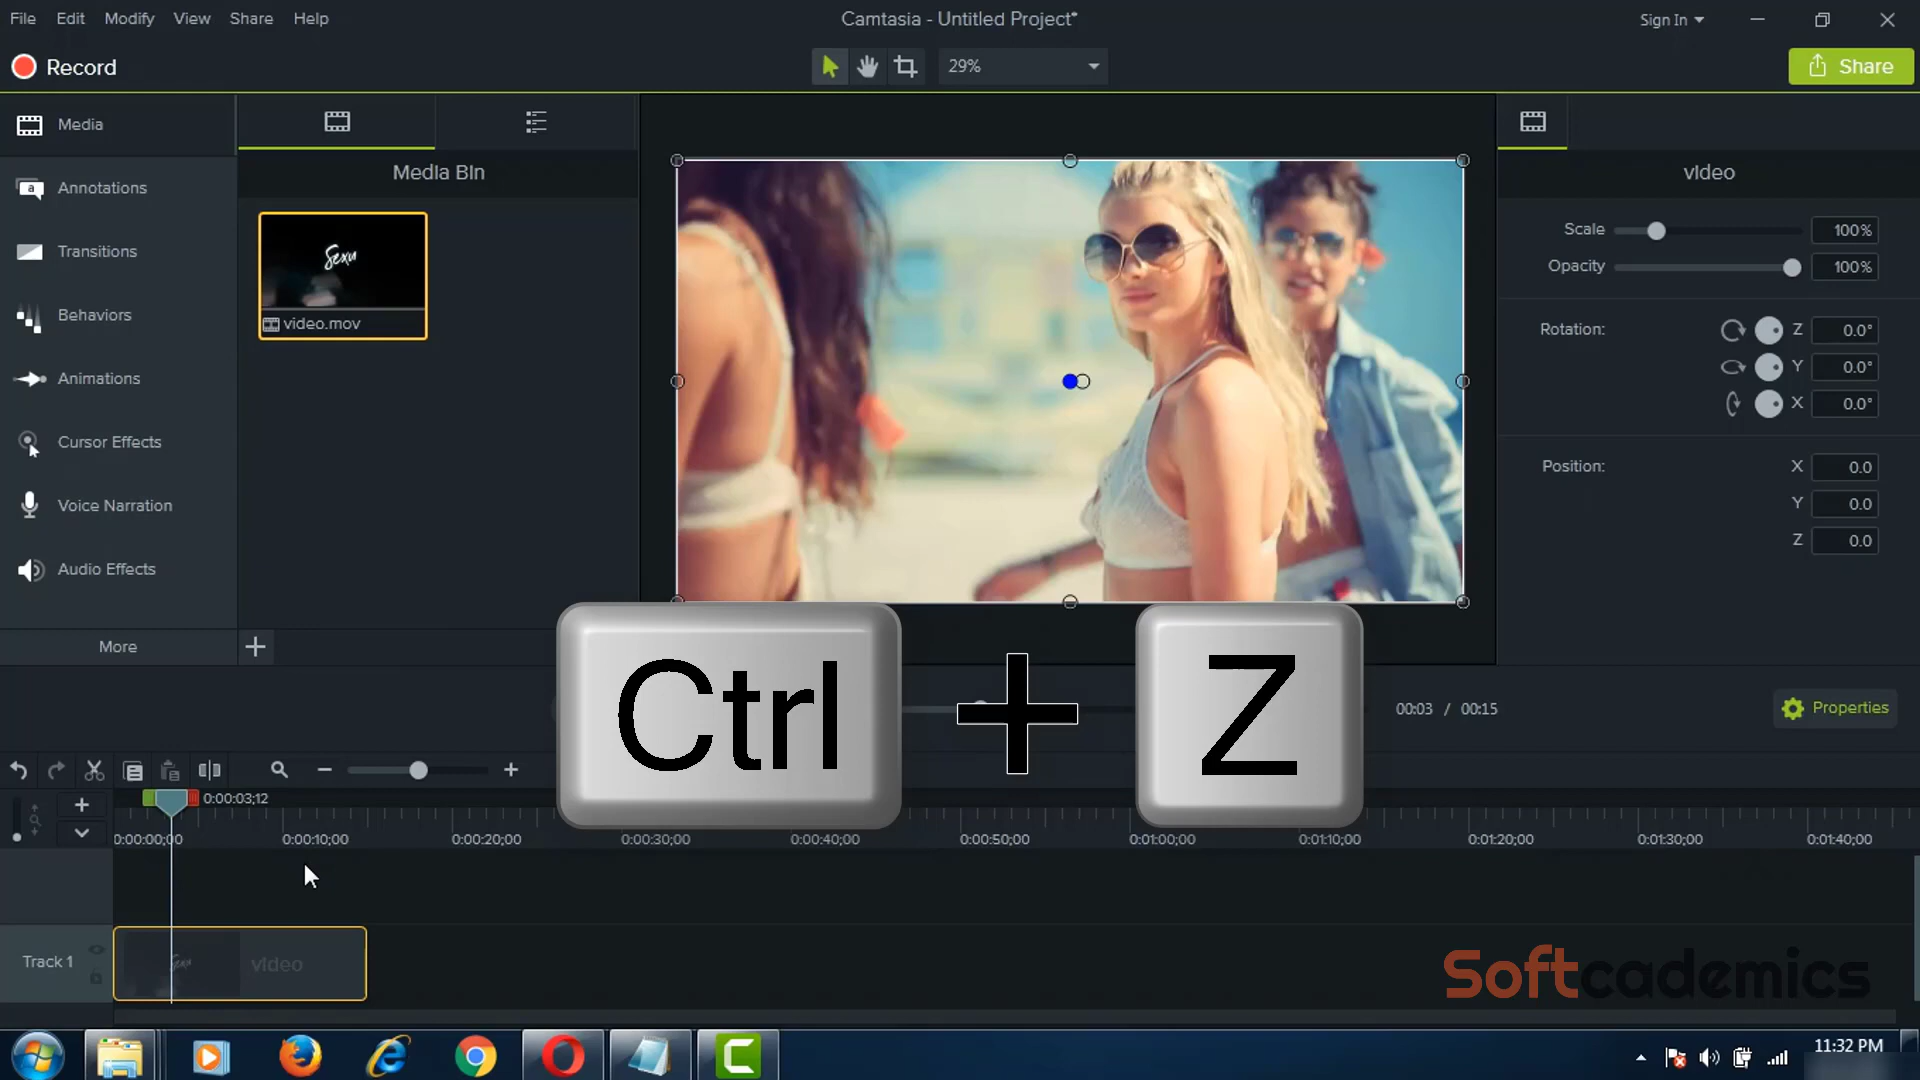 File Edit Modify View Share Help
Camtasia - Untitled Project*
Sign In
Record
29%
Share
Media
Annotations
Transitions
Behaviors
Animations
Cursor Effects
Voice Narration
Audio Effects
More
Media Bin
Sexu
video.mov
video
Scale 100%
Opacity 100%
Rotation: Z 0.0°
Y 0.0°
X 0.0°
Position: X 0.0
Y 0.0
Z 0.0
Ctrl + Z
00:03 / 00:15
Properties
0:00:03;12
0:00:00;00 0:00:10;00 0:00:20;00 0:00:30;00 0:00:40;00 0:00:50;00 0:01:00;00 0:01:10;00 0:01:20;00 0:01:30;00 0:01:40;00
Track 1
Sexu
video
Softcademics
11:32 PM